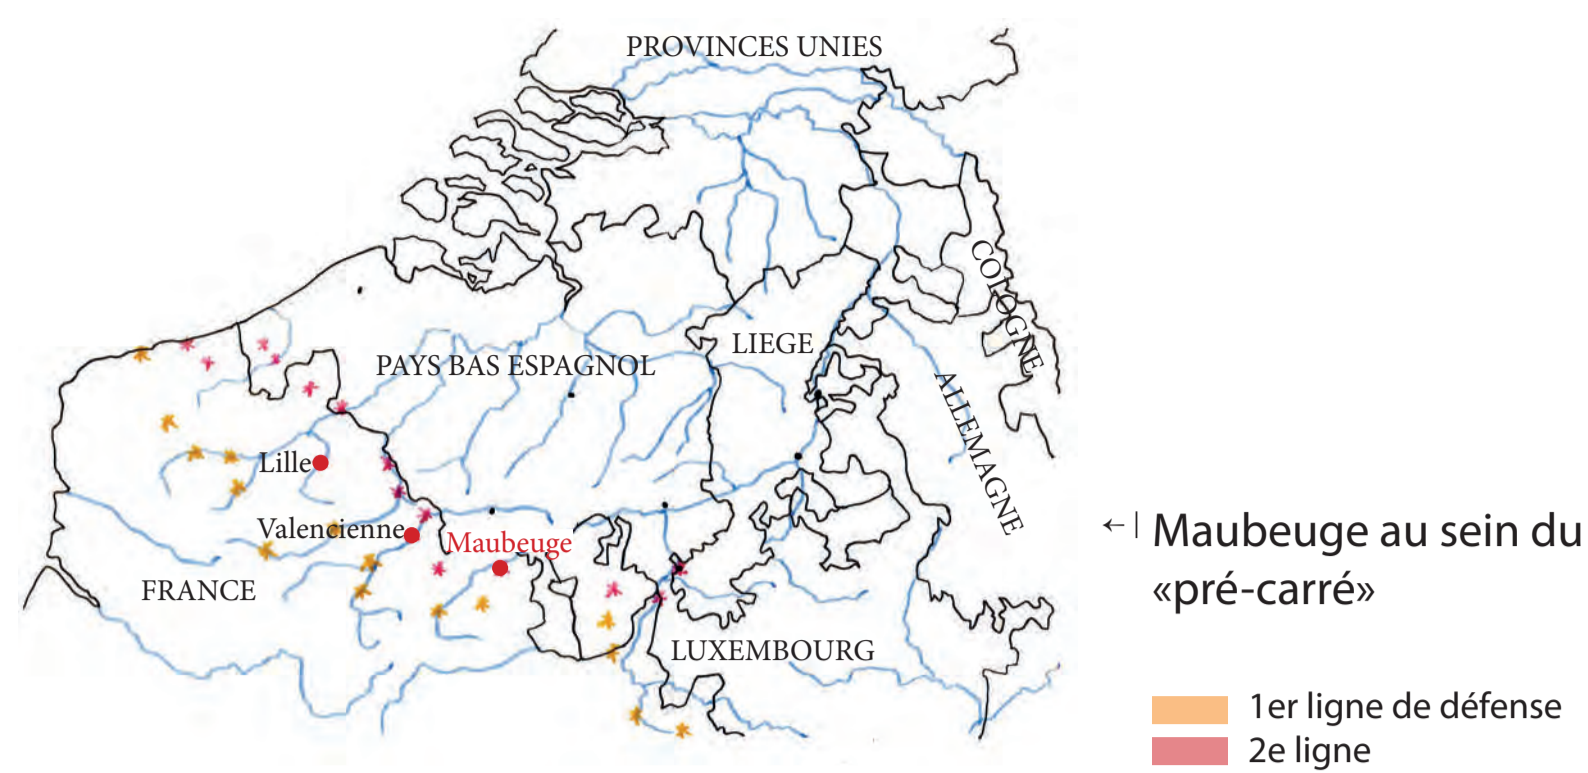 PROVINCES UNIES
COLOGNE
LIEGE
PAYS BAS ESPAGNOL
ALLEMAGNE
Lille
Valencienne
Maubeuge
FRANCE
LUXEMBOURG
←| Maubeuge au sein du
«pré-carré»
1er ligne de défense
2e ligne